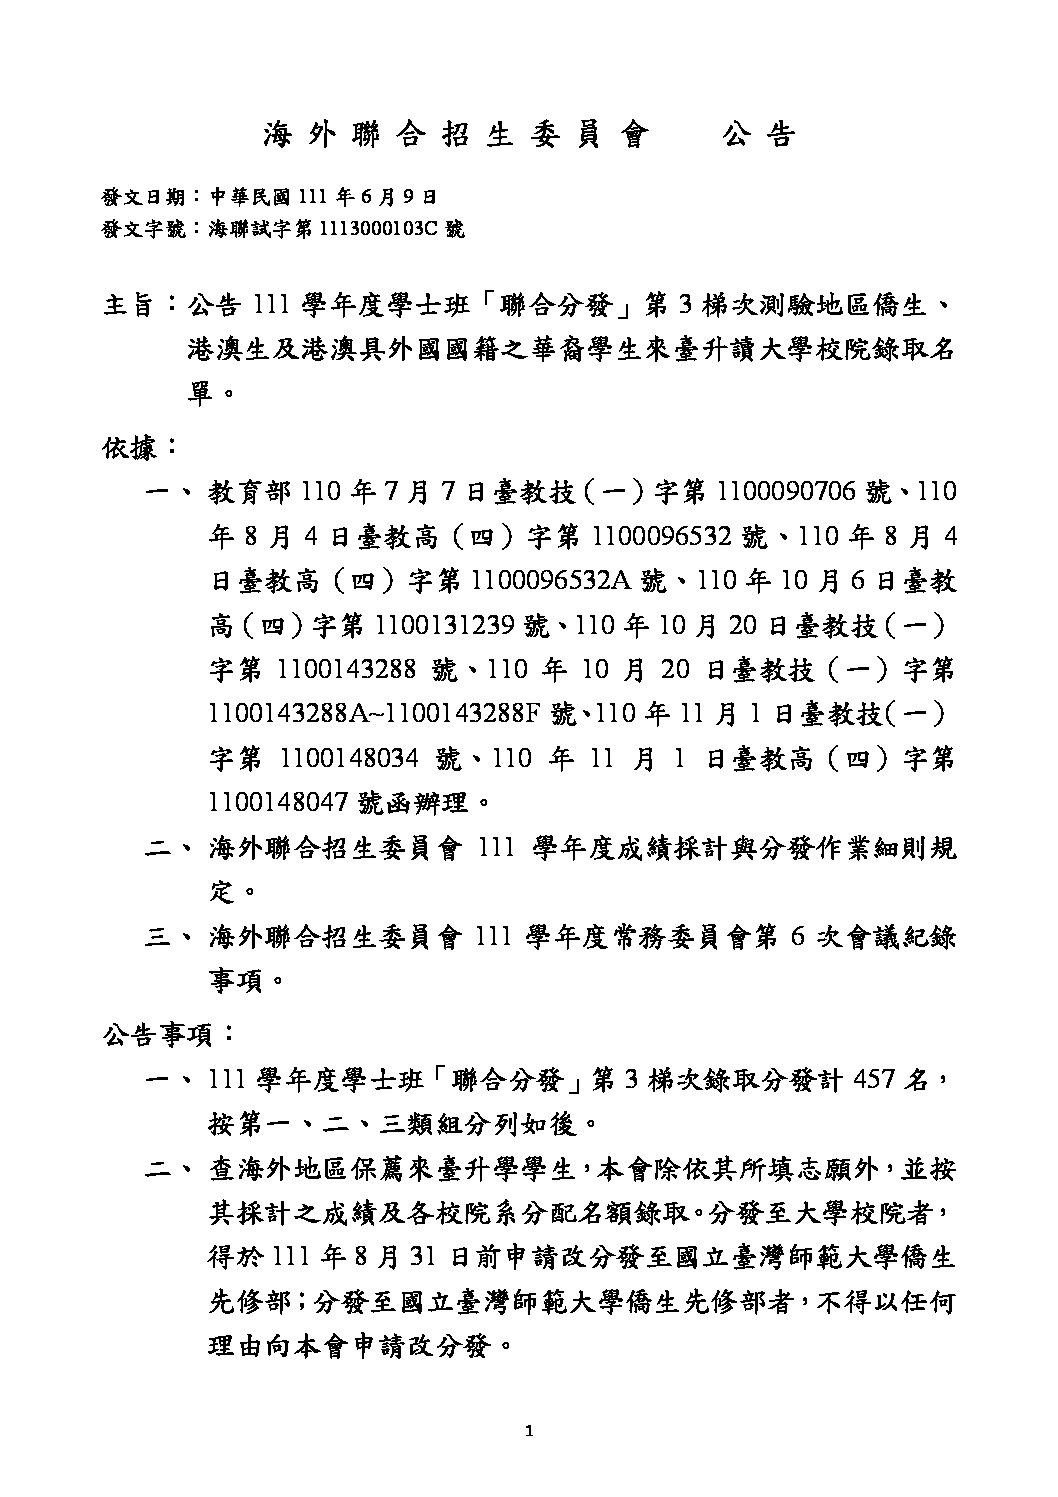 海外聯合招生委員會　公告
發文日期：中華民國 111 年 6 月 9 日
發文字號：海聯試字第 1113000103C 號
主旨：公告 111 學年度學士班「聯合分發」第 3 梯次測驗地區僑生、
港澳生及港澳具外國國籍之華裔學生來臺升讀大學校院錄取名
單。
依據：
一、 教育部 110 年 7 月 7 日臺教技(一)字第 1100090706 號、110
年 8 月 4 日臺教高(四)字第 1100096532 號、110 年 8 月 4
日臺教高(四)字第 1100096532A 號、110 年 10 月 6 日臺教
高(四)字第 1100131239 號、110 年 10 月 20 日臺教技(一)
字第 1100143288 號、110 年 10 月 20 日臺教技(一)字第
1100143288A~1100143288F 號、110 年 11 月 1 日臺教技(一)
字第 1100148034 號、110 年 11 月 1 日臺教高(四)字第
1100148047 號函辦理。
二、 海外聯合招生委員會 111 學年度成績採計與分發作業細則規
定。
三、 海外聯合招生委員會 111 學年度常務委員會第 6 次會議紀錄
事項。
公告事項：
一、 111 學年度學士班「聯合分發」第 3 梯次錄取分發計 457 名，
按第一、二、三類組分列如後。
二、 查海外地區保薦來臺升學學生，本會除依其所填志願外，並按
其採計之成績及各校院系分配名額錄取。分發至大學校院者，
得於 111 年 8 月 31 日前申請改分發至國立臺灣師範大學僑生
先修部；分發至國立臺灣師範大學僑生先修部者，不得以任何
理由向本會申請改分發。
1